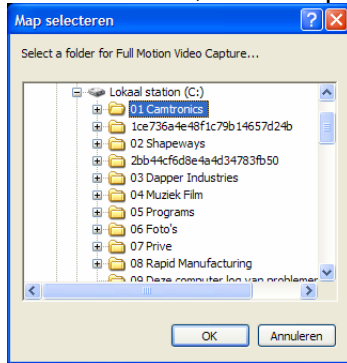 Map selecteren
Select a folder for Full Motion Video Capture...
Lokaal station (C:)
01 Camtronics
1ce736a4e48f1c79b14657d24b
02 Shapeways
2bb44cf6d8e4a4d34783fb50
03 Dapper Industries
04 Muziek Film
05 Programs
06 Foto's
07 Prive
08 Rapid Manufacturing
09 Deze computer log van problemen
OK Annuleren